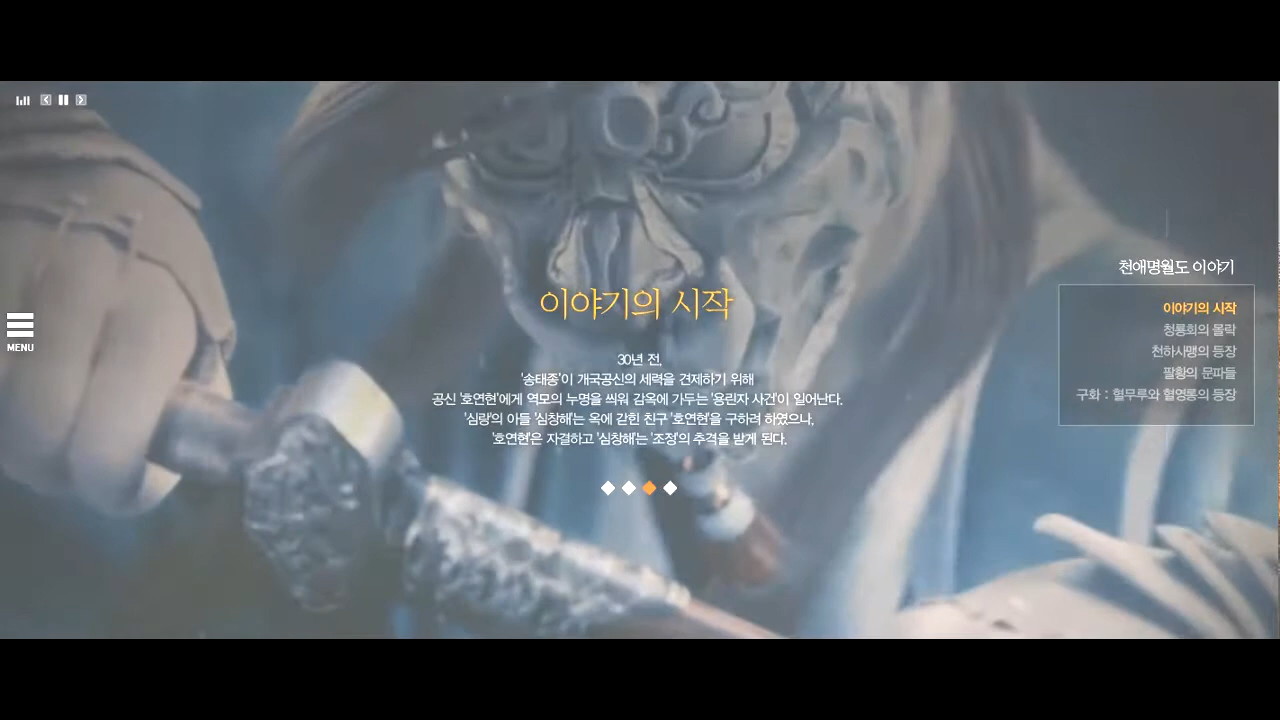 MENU
이야기의 시작
30년 전,
'송태종'이 개국공신의 세력을 견제하기 위해
공신 '호연현'에게 역모의 누명을 씌워 감옥에 가두는 '용린자 사건'이 일어난다.
'심랑'의 아들 '심창해'는 옥에 갇힌 친구 '호연현'을 구하려 하였으나,
'호연현'은 자결하고 '심창해'는 '조정'의 추격을 받게 된다.
천애명월도 이야기
이야기의 시작
청룡회의 몰락
천하사맹의 등장
팔황의 문파들
구화 : 혈무루와 혈영롱의 등장